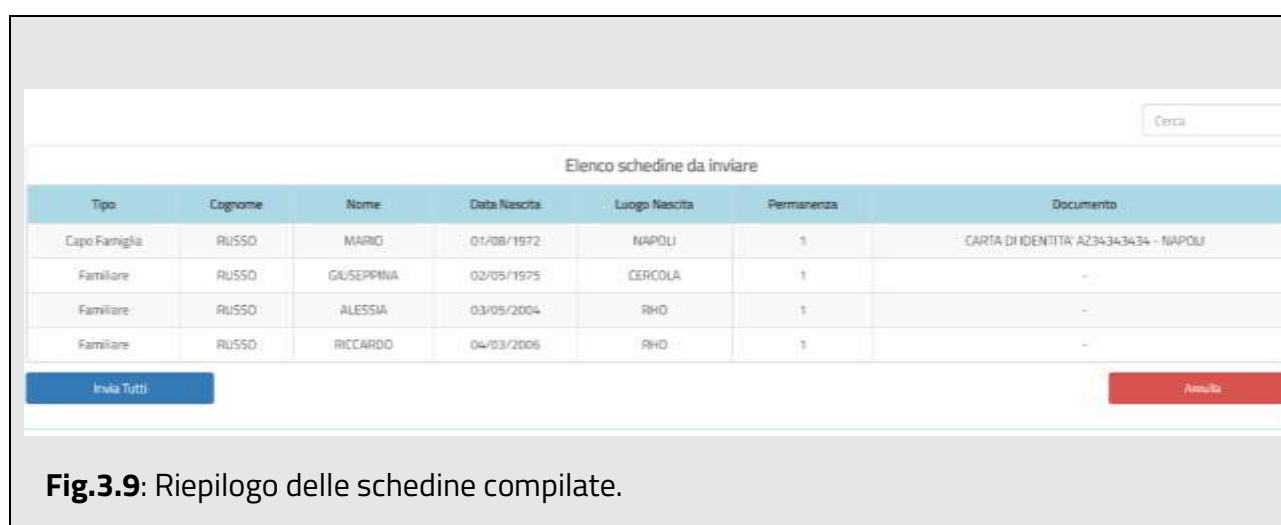 Cerca
Elenco schedine da inviare
Tipo Cognome Nome Data Nascita Luogo Nascita Permanenza Documento
Capo Famiglia RUSSO MARIO 01/08/1972 NAPOLI 1 CARTA DI IDENTITA' AZ34343434 - NAPOLI
Familiare RUSSO GIUSEPPINA 02/05/1975 CERCOLA 1 -
Familiare RUSSO ALESSIA 03/05/2004 RHO 1 -
Familiare RUSSO RICCARDO 04/03/2006 RHO 1 -
Invia Tutti Annulla
Fig.3.9: Riepilogo delle schedine compilate.